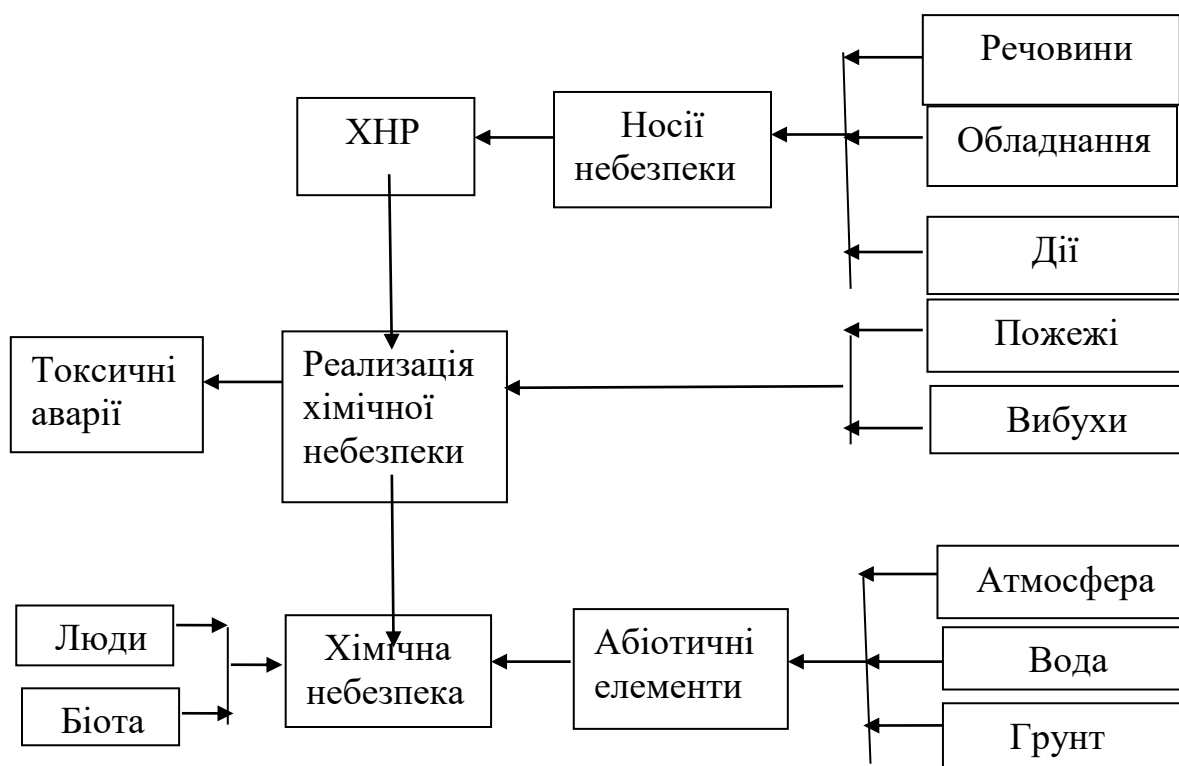 Речовини
ХНР
Носії
небезпеки
Обладнання
Дії
Пожежі
Токсичні
аварії
Реализація
хімічної
небезпеки
Вибухи
Атмосфера
Люди
Хімічна
небезпека
Абіотичні
елементи
Вода
Біота
Грунт